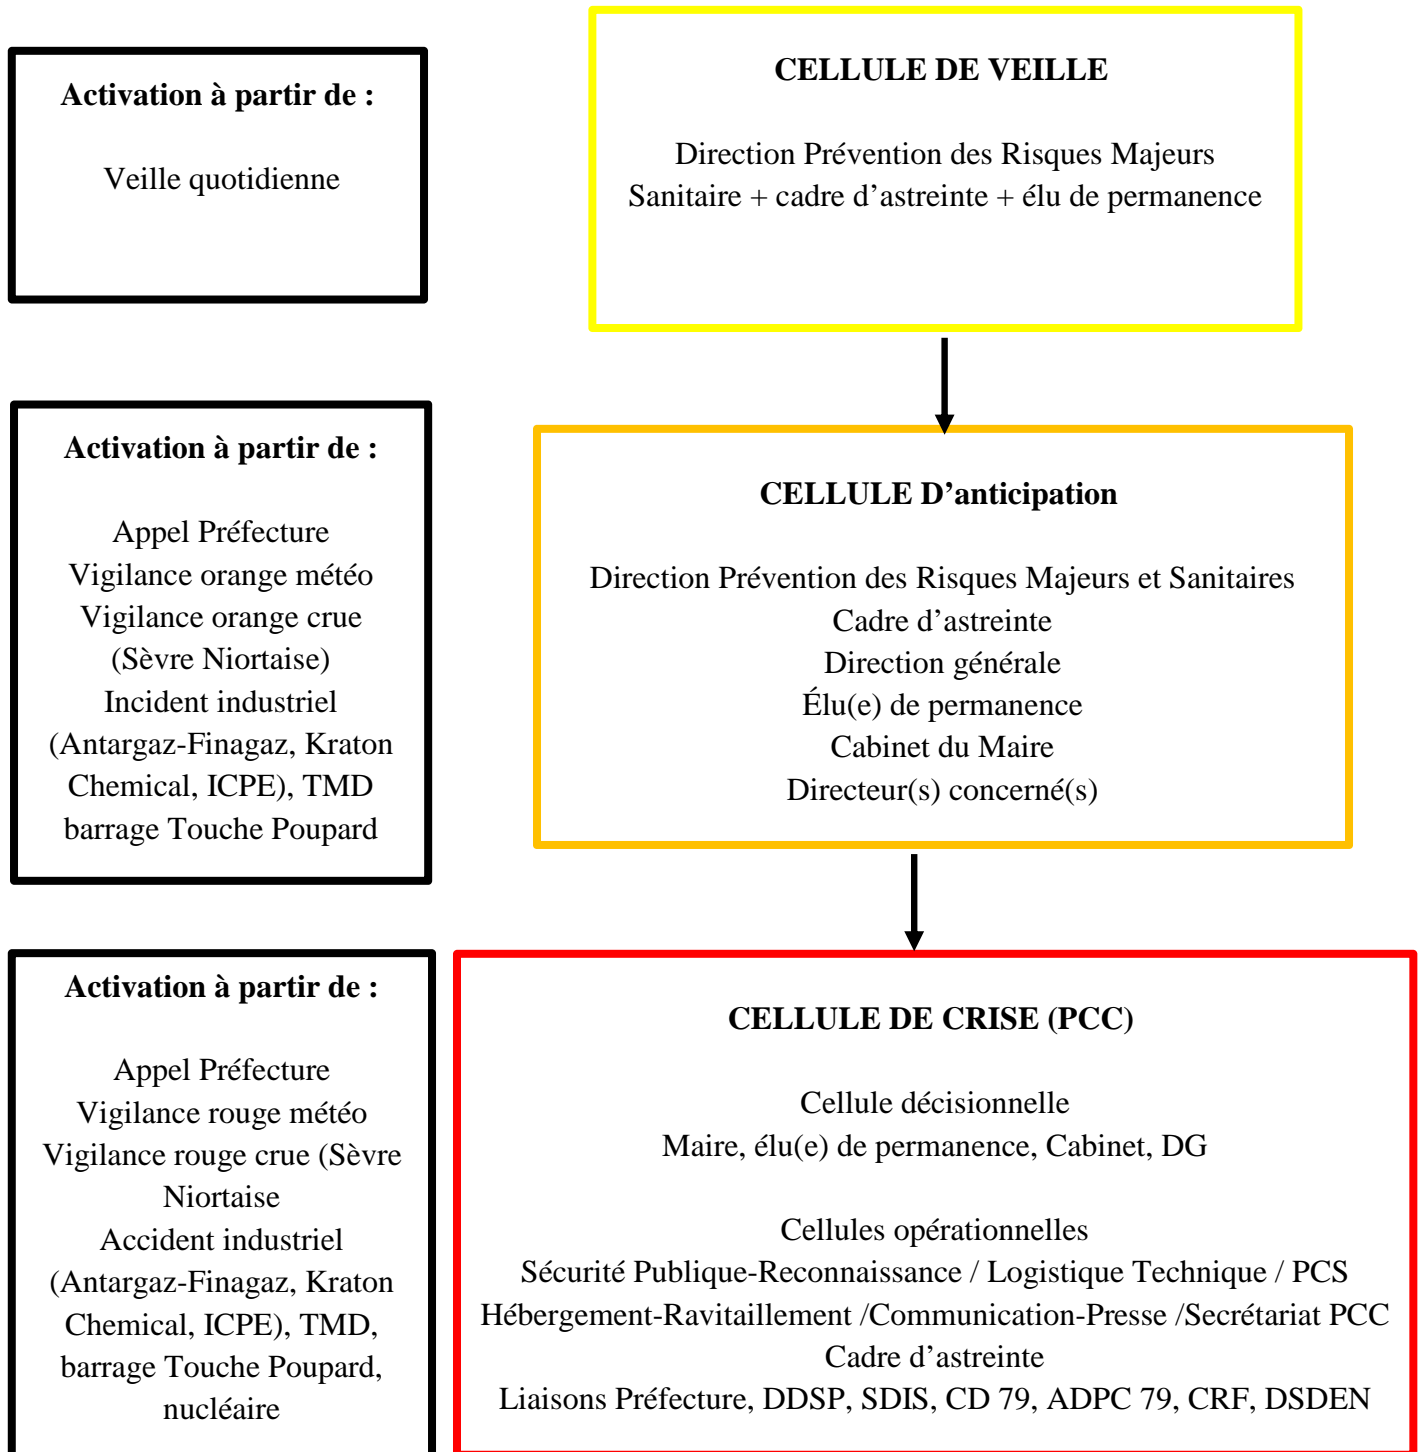 Activation à partir de :
Veille quotidienne
CELLULE DE VEILLE
Direction Prévention des Risques Majeurs
Sanitaire + cadre d’astreinte + élu de permanence
Activation à partir de :
Appel Préfecture
Vigilance orange météo
Vigilance orange crue
(Sèvre Niortaise)
Incident industriel
(Antargaz-Finagaz, Kraton
Chemical, ICPE), TMD
barrage Touche Poupard
CELLULE D’anticipation
Direction Prévention des Risques Majeurs et Sanitaires
Cadre d’astreinte
Direction générale
Élu(e) de permanence
Cabinet du Maire
Directeur(s) concerné(s)
Activation à partir de :
Appel Préfecture
Vigilance rouge météo
Vigilance rouge crue (Sèvre
Niortaise
Accident industriel
(Antargaz-Finagaz, Kraton
Chemical, ICPE), TMD,
barrage Touche Poupard,
nucléaire
CELLULE DE CRISE (PCC)
Cellule décisionnelle
Maire, élu(e) de permanence, Cabinet, DG
Cellules opérationnelles
Sécurité Publique-Reconnaissance / Logistique Technique / PCS
Hébergement-Ravitaillement /Communication-Presse /Secrétariat PCC
Cadre d’astreinte
Liaisons Préfecture, DDSP, SDIS, CD 79, ADPC 79, CRF, DSDEN